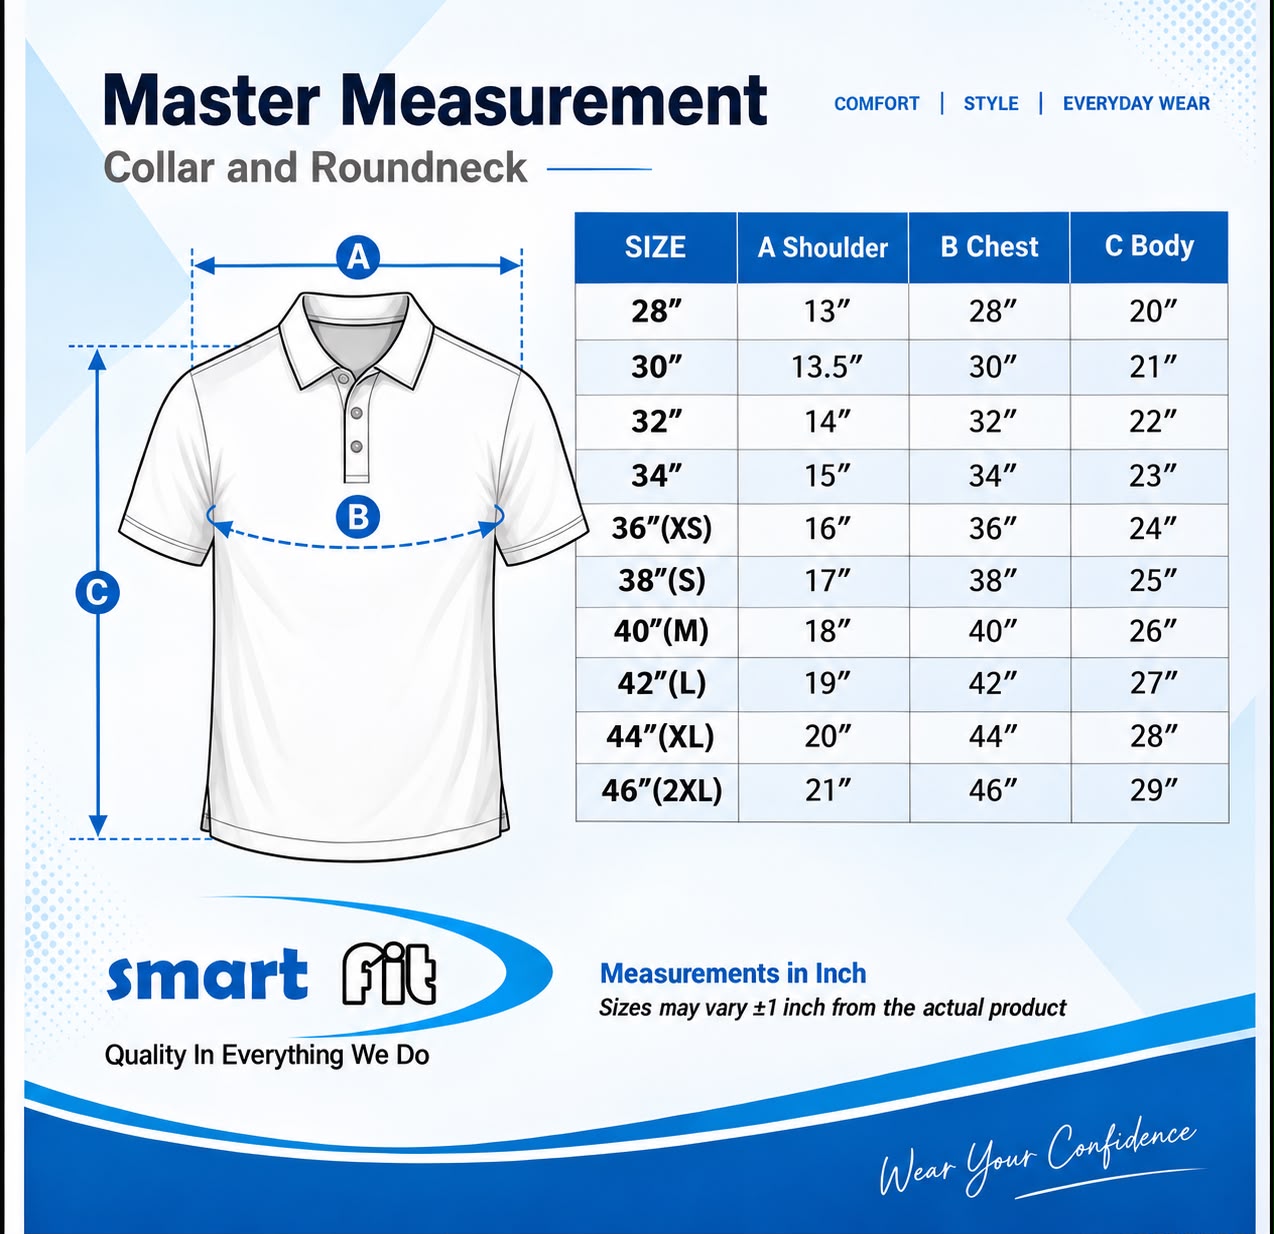 Master Measurement
COMFORT | STYLE | EVERYDAY WEAR
Collar and Roundneck
A
B
C
SIZE A Shoulder B Chest C Body
28” 13” 28” 20”
30” 13.5” 30” 21”
32” 14” 32” 22”
34” 15” 34” 23”
36”(XS) 16” 36” 24”
38”(S) 17” 38” 25”
40”(M) 18” 40” 26”
42”(L) 19” 42” 27”
44”(XL) 20” 44” 28”
46”(2XL) 21” 46” 29”
smart fit
Quality In Everything We Do
Measurements in Inch
Sizes may vary ±1 inch from the actual product
Wear Your Confidence